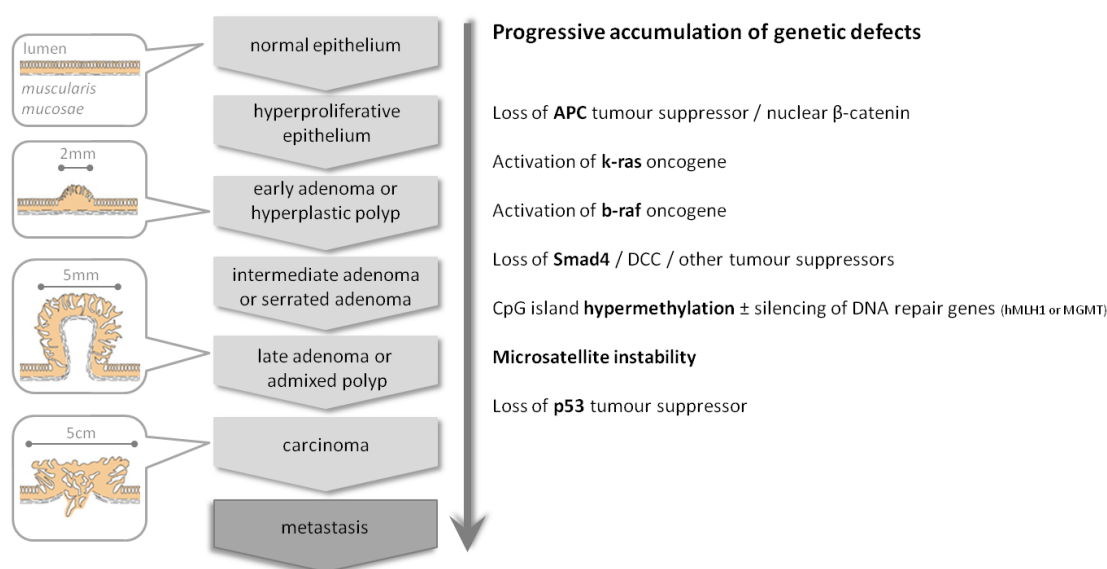 lumen
muscularis
mucosae
2mm
5mm
5cm
normal epithelium
hyperproliferative
epithelium
early adenoma or
hyperplastic polyp
intermediate adenoma
or serrated adenoma
late adenoma or
admixed polyp
carcinoma
metastasis
Progressive accumulation of genetic defects
Loss of APC tumour suppressor / nuclear β-catenin
Activation of k-ras oncogene
Activation of b-raf oncogene
Loss of Smad4 / DCC / other tumour suppressors
CpG island hypermethylation ± silencing of DNA repair genes (hMLH1 or MGMT)
Microsatellite instability
Loss of p53 tumour suppressor